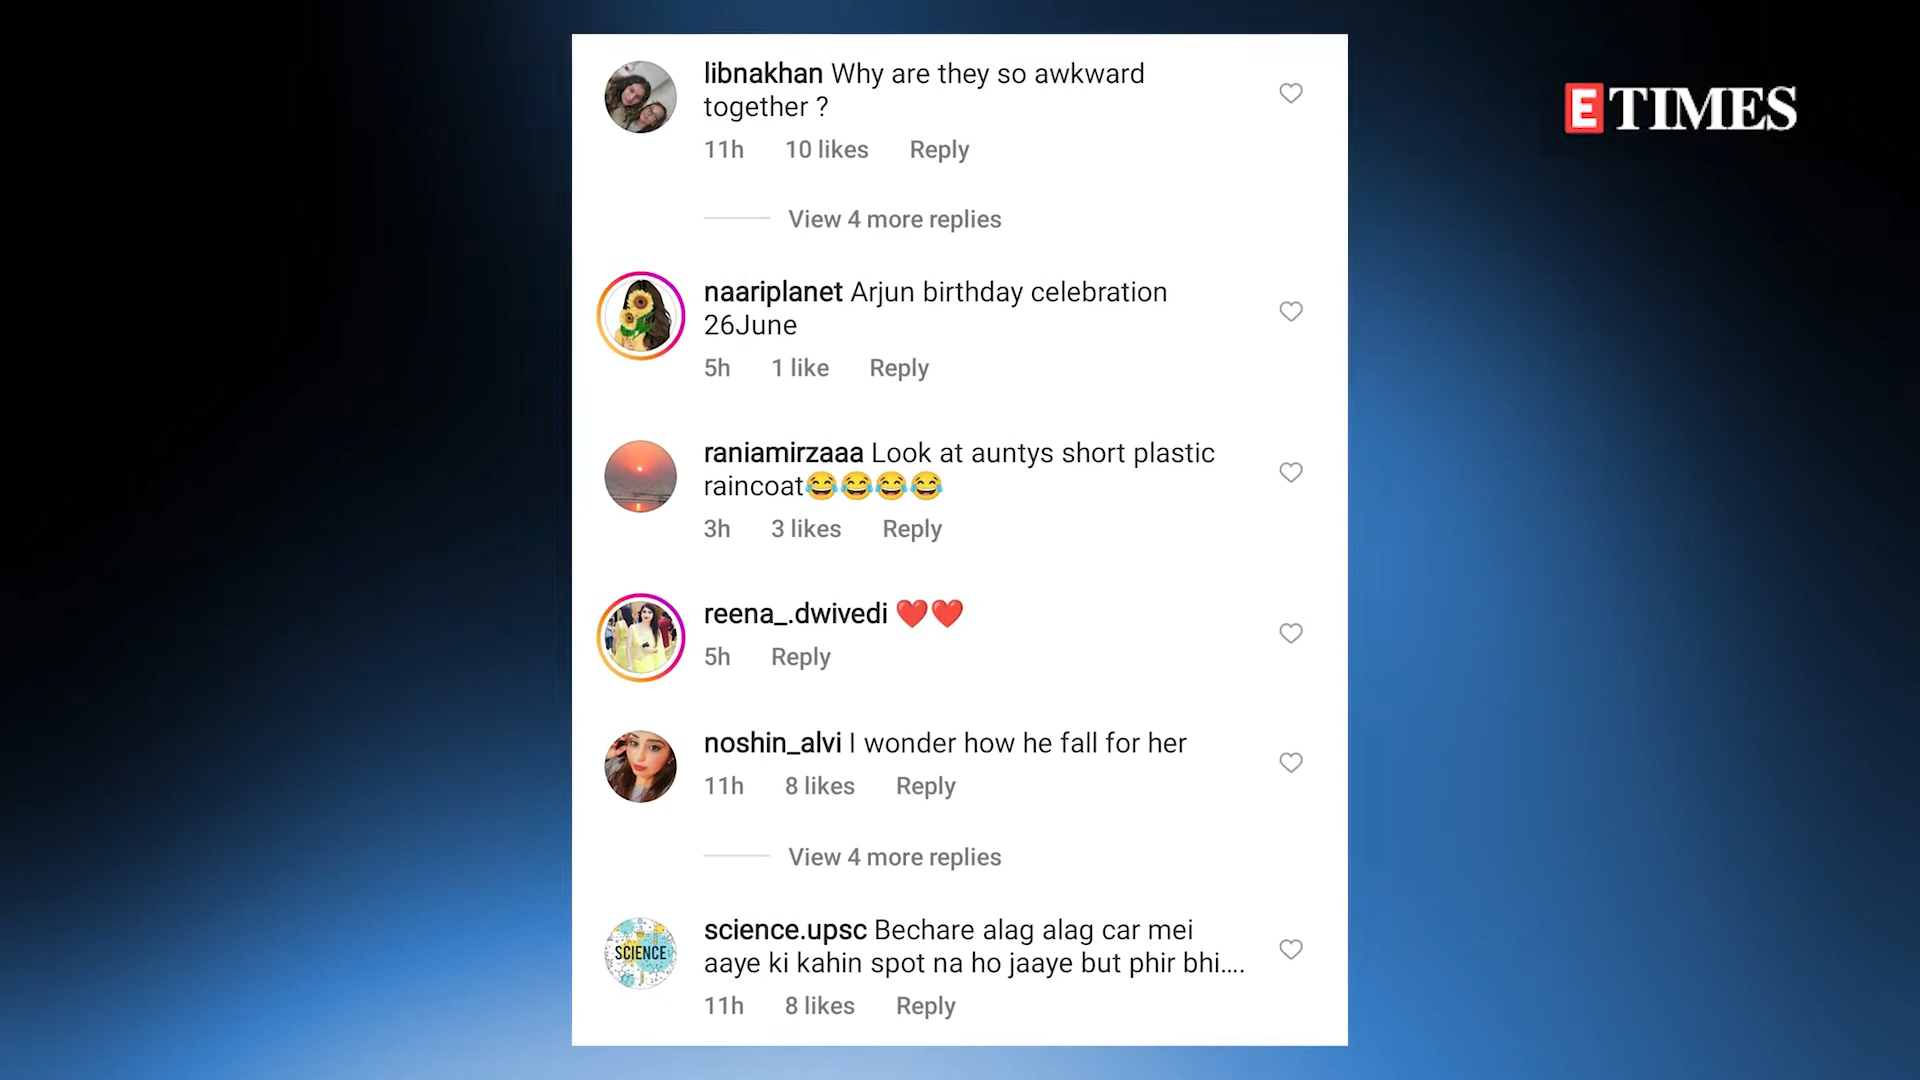 libnakhan Why are they so awkward
together ?
11h 10 likes Reply
View 4 more replies
naariplanet Arjun birthday celebration
26June
5h 1 like Reply
raniamirzaaa Look at auntys short plastic
raincoat😂😂😂😂
3h 3 likes Reply
reena_.dwivedi ❤️❤️
5h Reply
noshin_alvi I wonder how he fall for her
11h 8 likes Reply
View 4 more replies
SCIENCE
science.upsc Bechare alag alag car mei
aaye ki kahin spot na ho jaaye but phir bhi....
11h 8 likes Reply
ETIMES